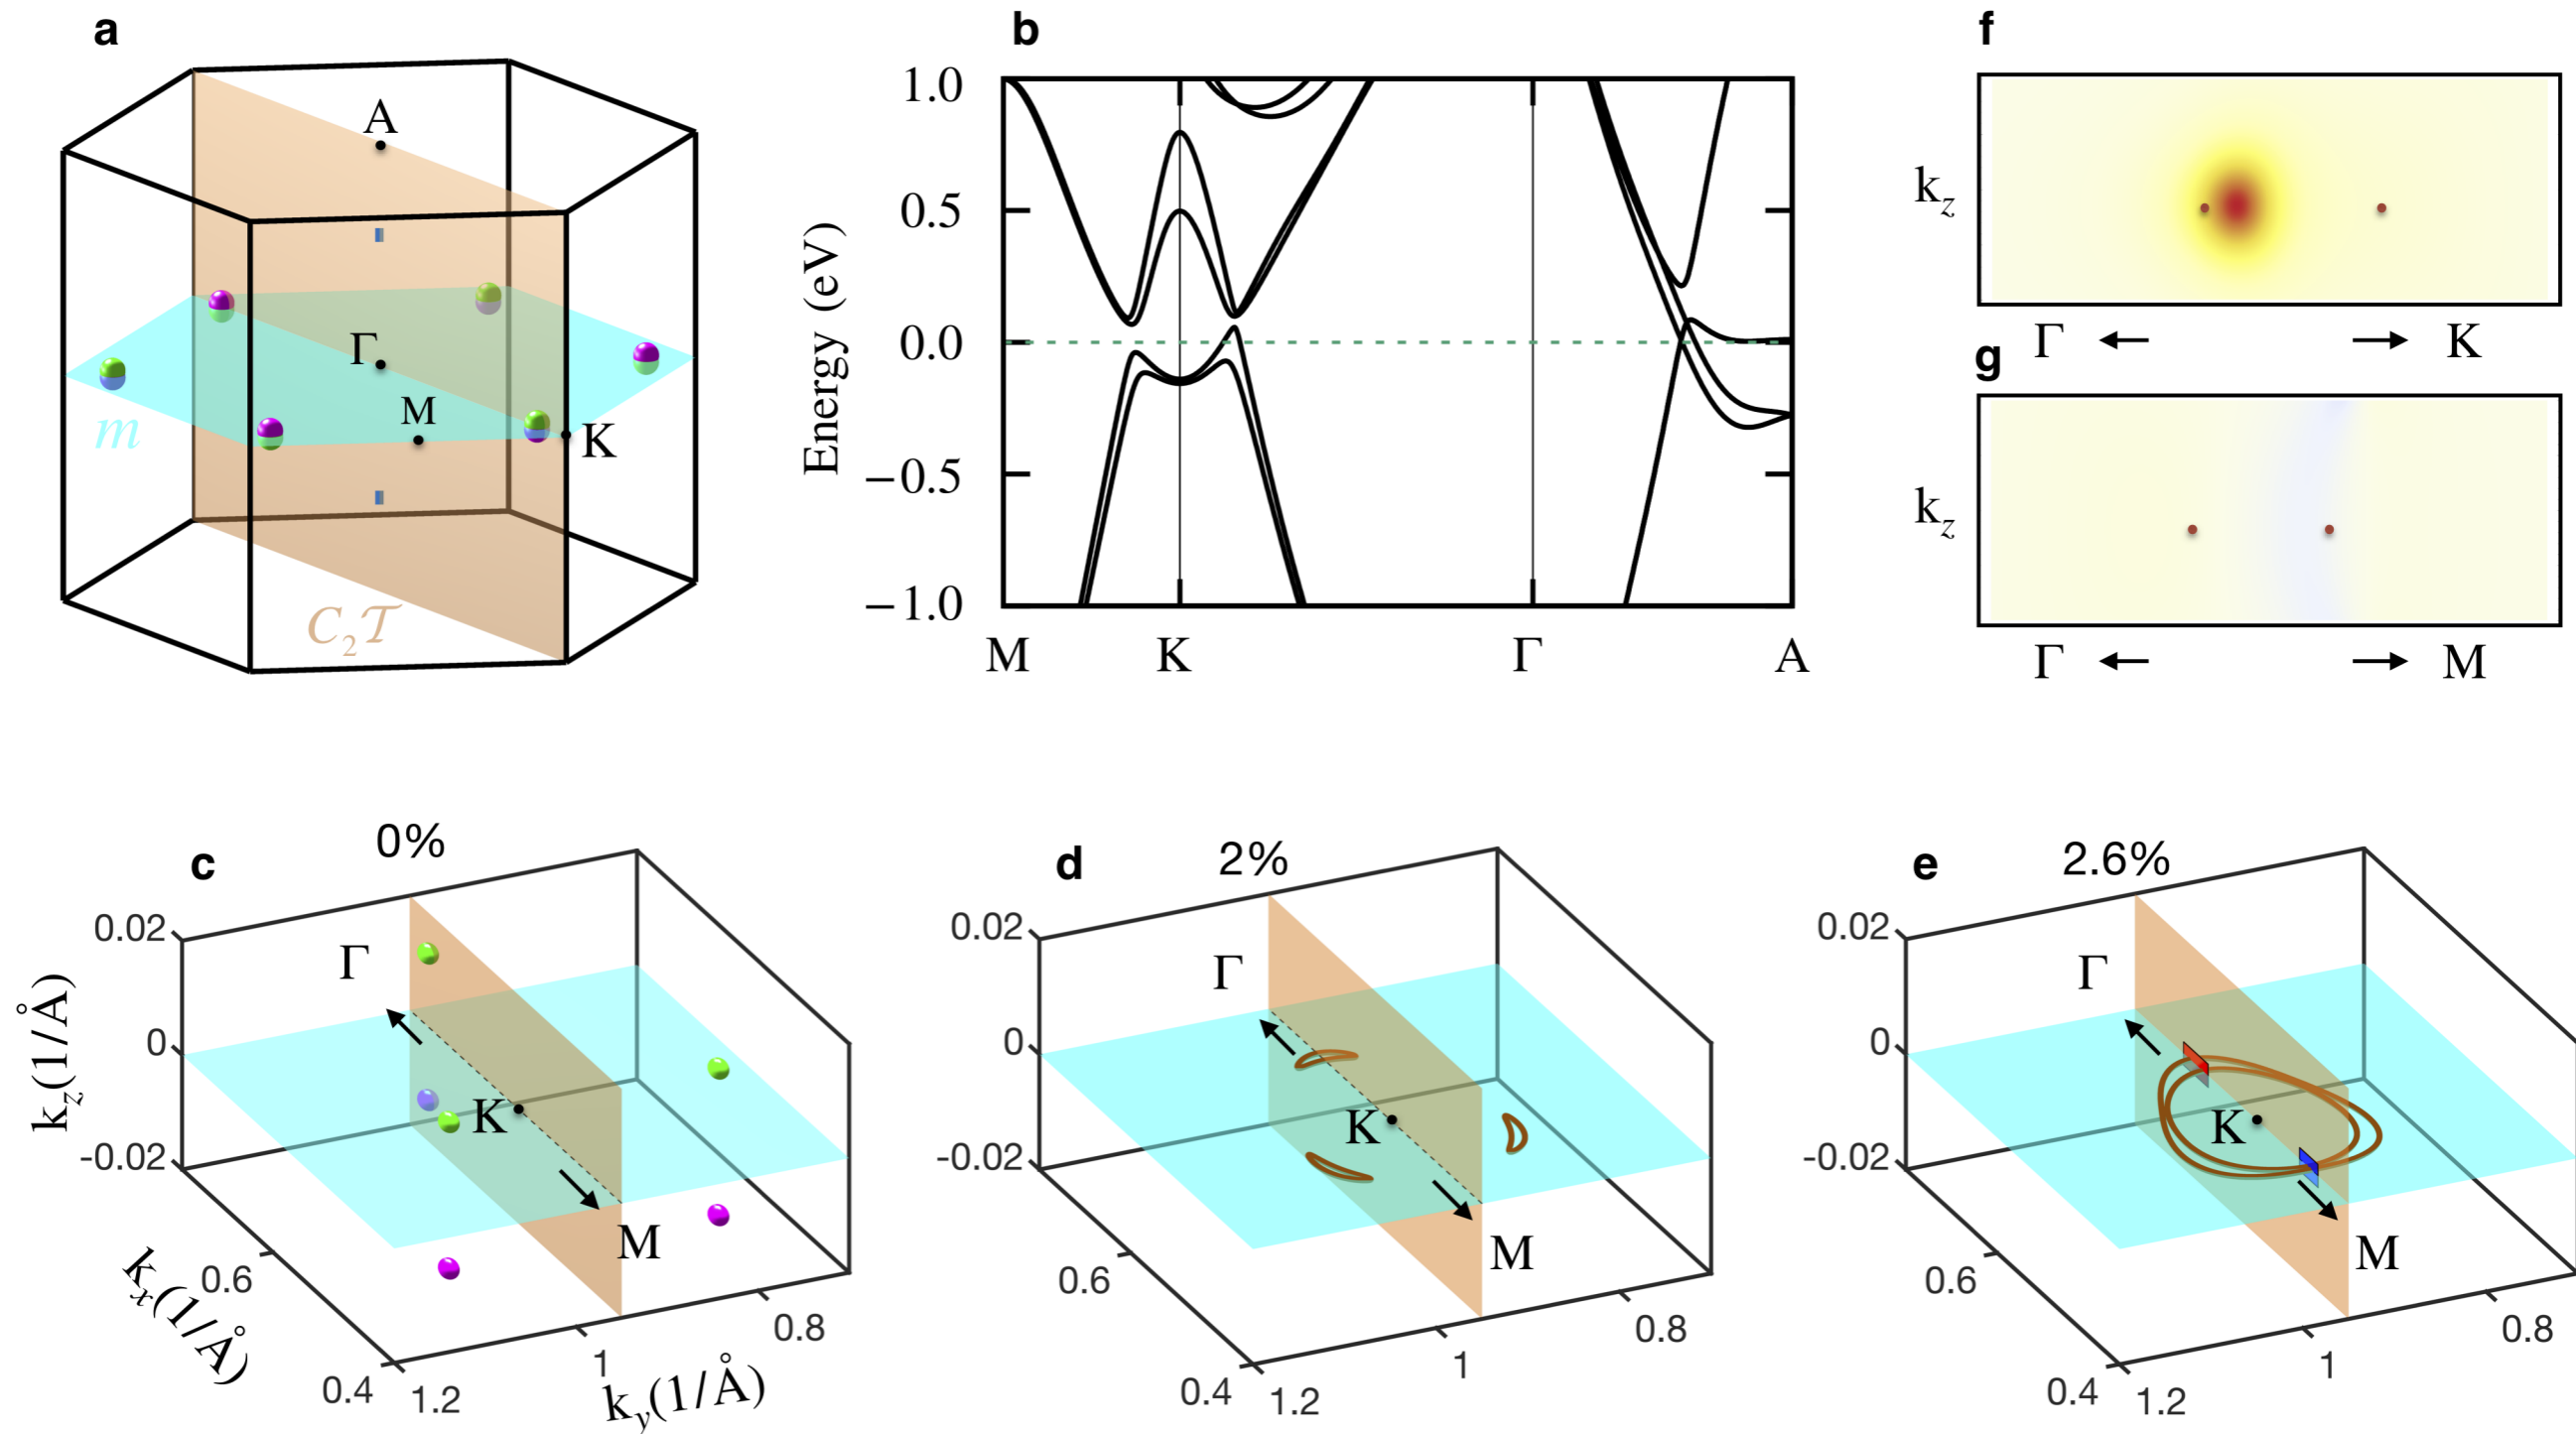 a
A
Γ
M
K
m
C₂𝒯
b
1.0
0.5
0.0
−0.5
−1.0
Energy (eV)
M K Γ A
f
k_z
Γ ← → K
g
k_z
Γ ← → M
c
0%
0.02
0
-0.02
k_z(1/Å)
Γ
K
M
0.6
0.4
k_x(1/Å)
1.2
1
0.8
k_y(1/Å)
d
2%
0.02
0
-0.02
Γ
K
M
0.6
0.4
1.2
1
0.8
e
2.6%
0.02
0
-0.02
Γ
K
M
0.6
0.4
1.2
1
0.8